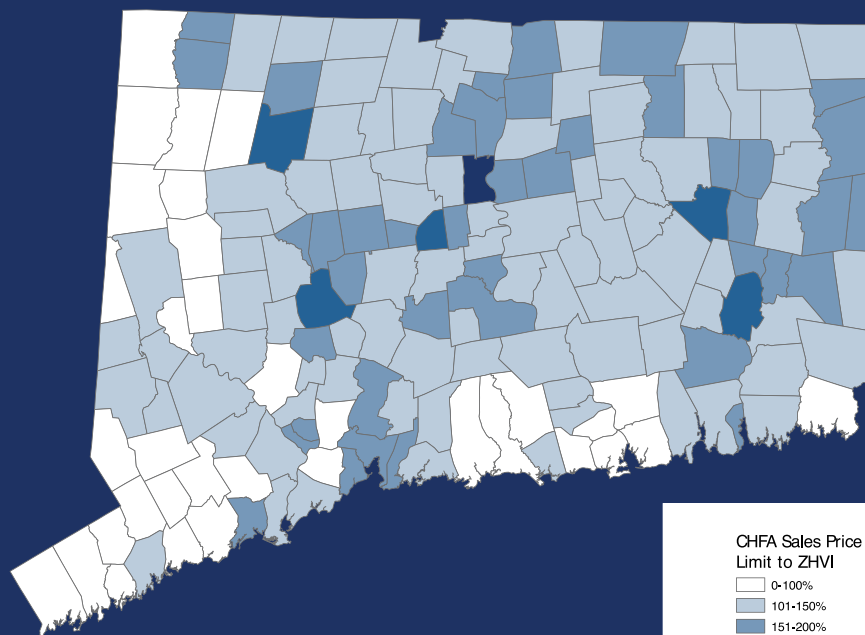 CHFA Sales Price
Limit to ZHVI
0-100%
101-150%
151-200%